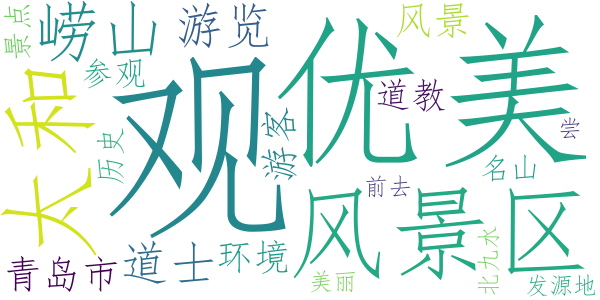 景点
崂山
游览
风景
参观
太和
观
优美
道教
尝
历史
游客
名山
前去
风景区
青岛市
道士
环境
美丽
北九水
发源地